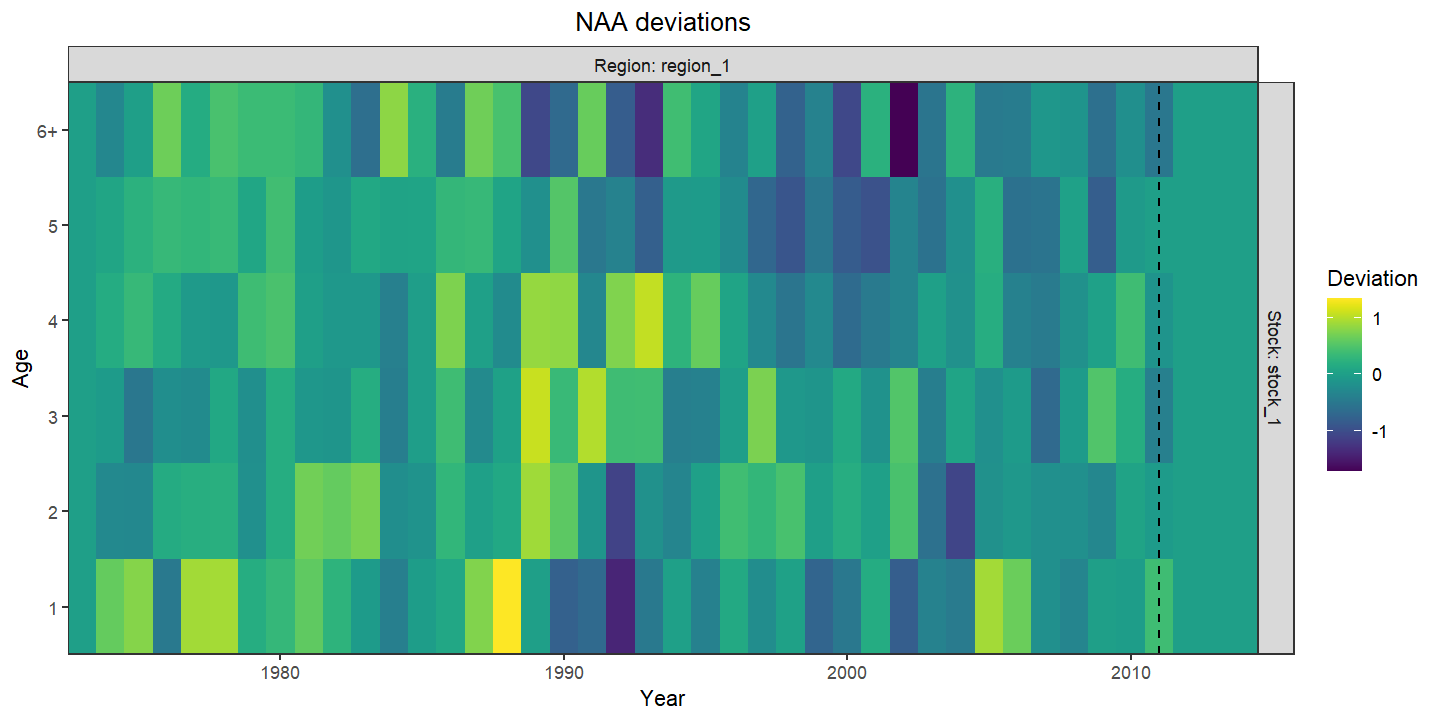 NAA deviations
Region: region_1
Stock: stock_1
Age
6+
5
4
3
2
1
1980
1990
2000
2010
Year
Deviation
1
0
-1